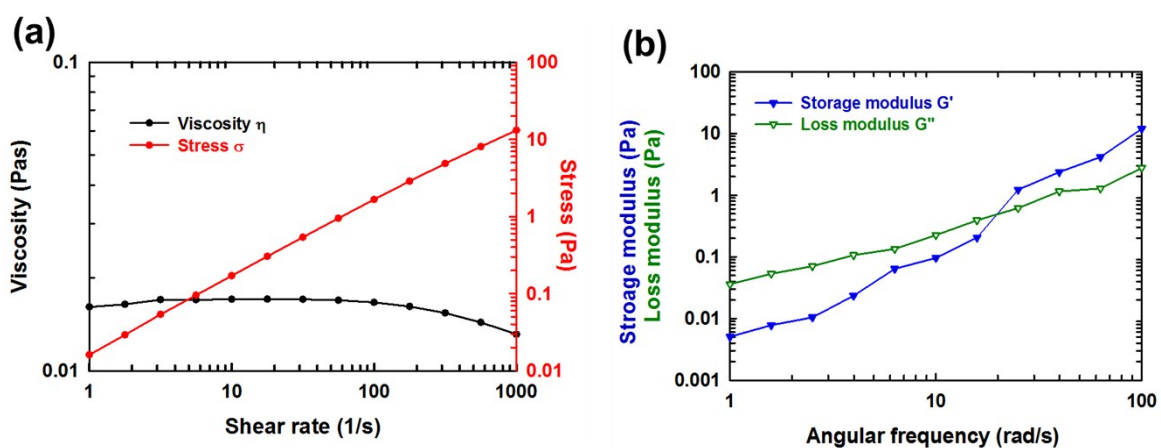 (a)
0.1
0.01
Viscosity (Pas)
Viscosity η
Stress σ
100
10
1
0.1
0.01
Stress
(Pa)
1
10
100
1000
Shear rate (1/s)
(b)
100
10
1
0.1
0.01
0.001
Stroage modulus (Pa)
Loss modulus (Pa)
Storage modulus G'
Loss modulus G"
1
10
100
Angular frequency (rad/s)